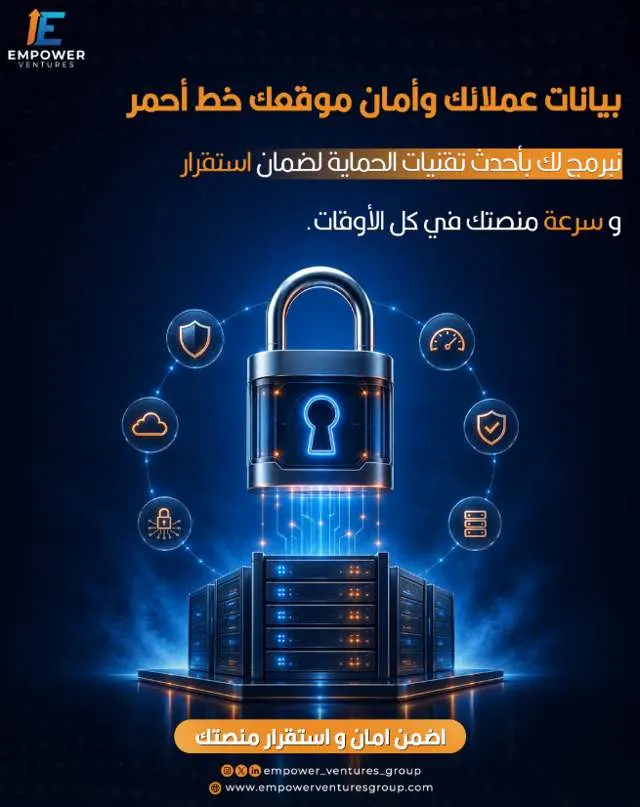 EMPOWER
VENTURES
بيانات عملائك وأمان موقعك خط أحمر
نبرمج لك بأحدث تقنيات الحماية لضمان استقرار
و سرعة منصتك في كل الأوقات.
اضمن امان و استقرار منصتك
empower_ventures_group
www.empowerventuresgroup.com